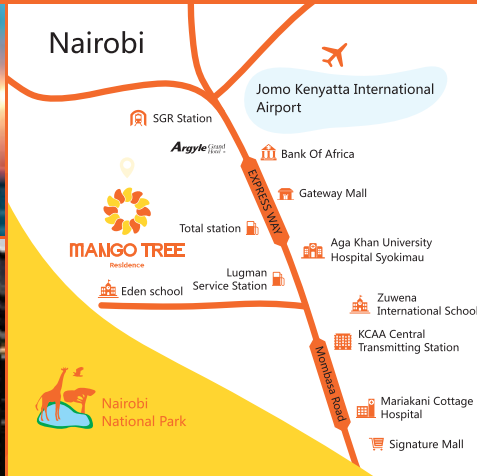 Nairobi
Jomo Kenyatta International
Airport
SGR Station
Argyle Grand
Hotel
Bank Of Africa
EXPRESS WAY
Gateway Mall
Total station
Aga Khan University
Hospital Syokimau
MANGO TREE
Residence
Lugman
Service Station
Eden school
Zuwena
International School
KCAA Central
Transmitting Station
Mombasa Road
Mariakani Cottage
Hospital
Nairobi
National Park
Signature Mall